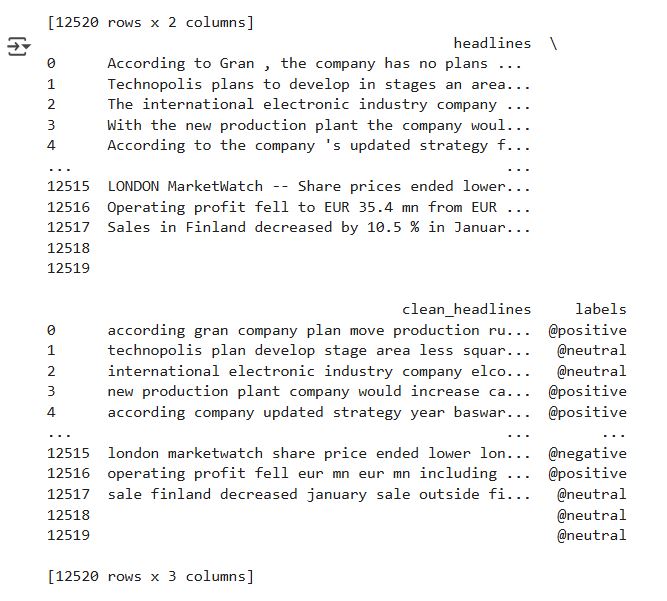 [12520 rows x 2 columns]
headlines \
0 According to Gran , the company has no plans ...
1 Technopolis plans to develop in stages an area...
2 The international electronic industry company ...
3 With the new production plant the company woul...
4 According to the company 's updated strategy f...
... ...
12515 LONDON MarketWatch -- Share prices ended lower...
12516 Operating profit fell to EUR 35.4 mn from EUR ...
12517 Sales in Finland decreased by 10.5 % in Januar...
12518
12519
clean_headlines labels
0 according gran company plan move production ru... @positive
1 technopolis plan develop stage area less squar... @neutral
2 international electronic industry company elco... @neutral
3 new production plant company would increase ca... @positive
4 according company updated strategy year baswar... @positive
... ... ...
12515 london marketwatch share price ended lower lon... @negative
12516 operating profit fell eur mn eur mn including ... @positive
12517 sale finland decreased january sale outside fi... @neutral
12518 @neutral
12519 @neutral
[12520 rows x 3 columns]